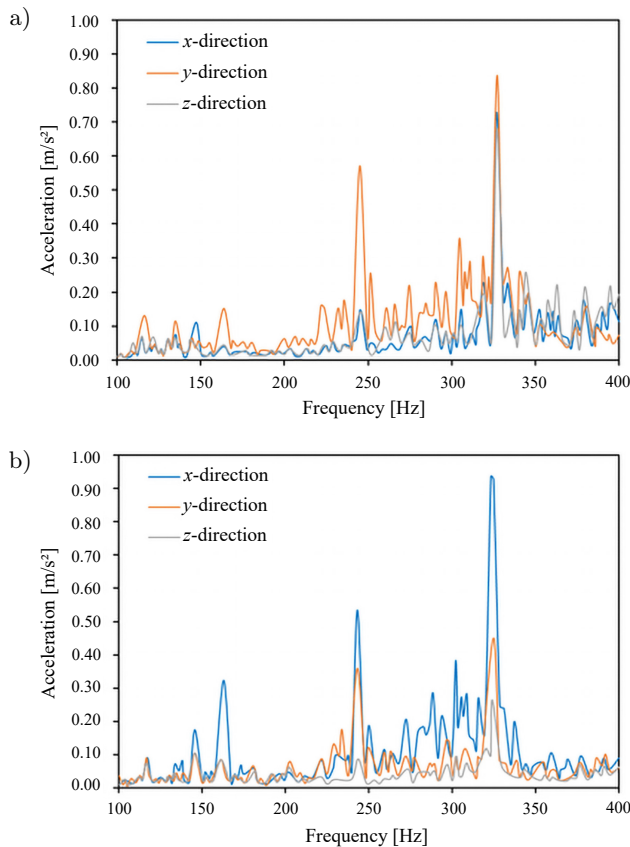 a)
1.00
0.90
0.80
0.70
0.60
0.50
0.40
0.30
0.20
0.10
0.00
Acceleration [m/s²]
x-direction
y-direction
z-direction
100 150 200 250 300 350 400
Frequency [Hz]
b)
1.00
0.90
0.80
0.70
0.60
0.50
0.40
0.30
0.20
0.10
0.00
Acceleration [m/s²]
x-direction
y-direction
z-direction
100 150 200 250 300 350 400
Frequency [Hz]